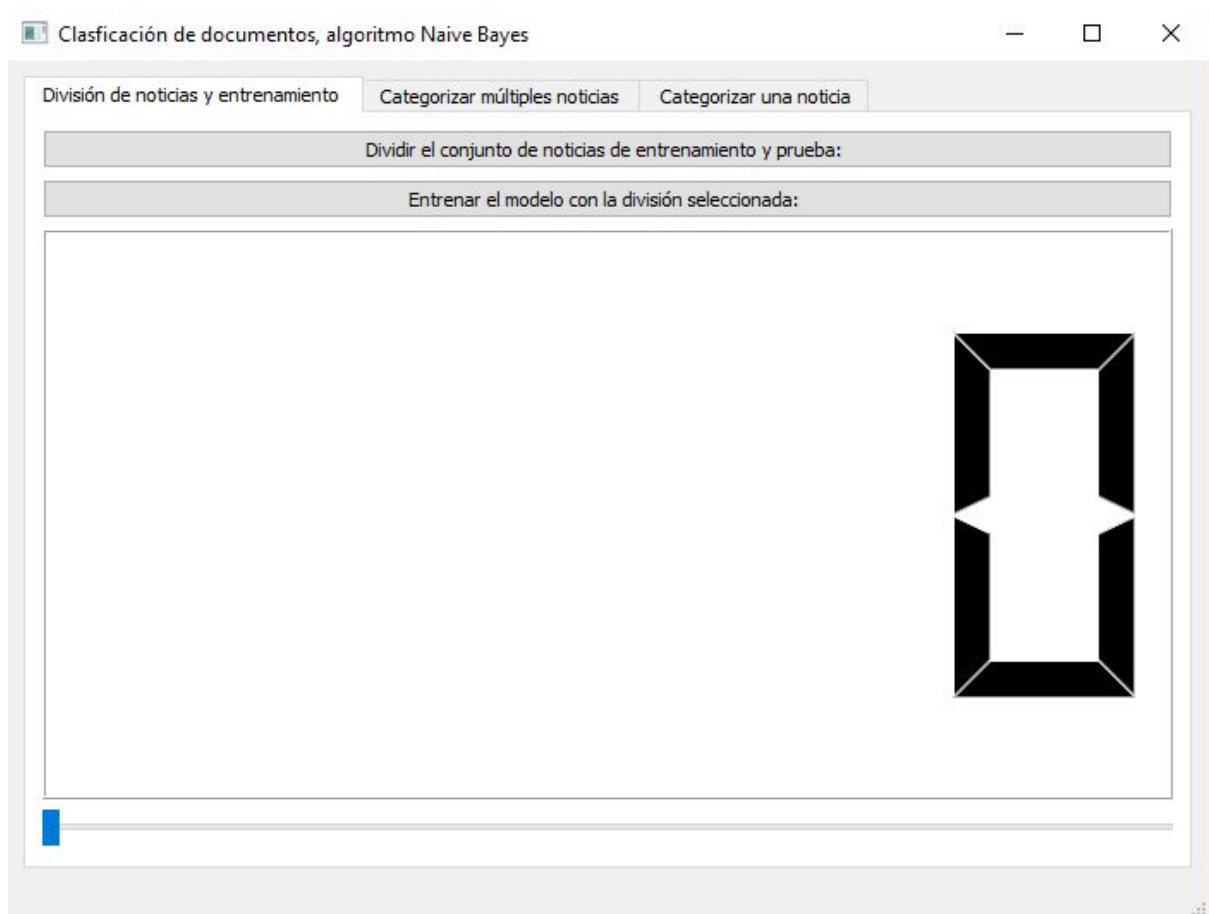 Clasficación de documentos, algoritmo Naive Bayes
División de noticias y entrenamiento Categorizar múltiples noticias Categorizar una noticia
Dividir el conjunto de noticias de entrenamiento y prueba:
Entrenar el modelo con la división seleccionada:
0